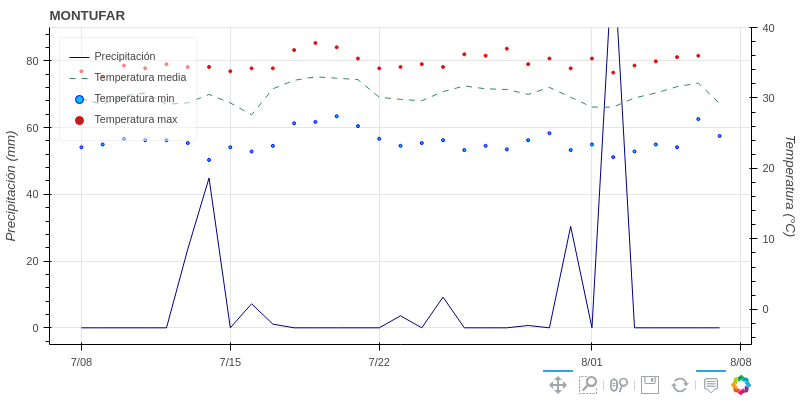 MONTUFAR
Precipitación
Temperatura media
Temperatura min
Temperatura max
Precipitación (mm)
80
60
40
20
0
Temperatura (°C)
40
30
20
10
0
7/08
7/15
7/22
8/01
8/08